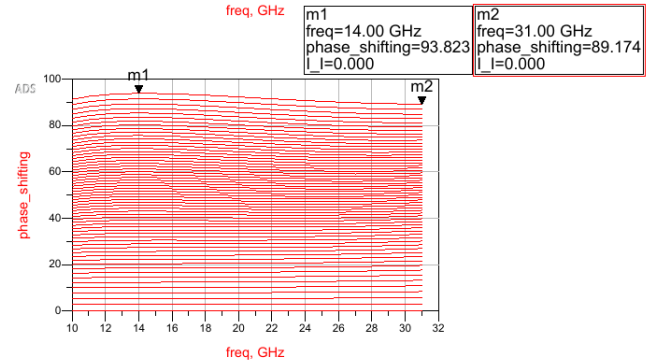 freq, GHz
m1
freq=14.00 GHz
phase_shifting=93.823
I_I=0.000
m2
freq=31.00 GHz
phase_shifting=89.174
I_I=0.000
ADS
m1
m2
phase_shifting
100
80
60
40
20
0
10 12 14 16 18 20 22 24 26 28 30 32
freq, GHz